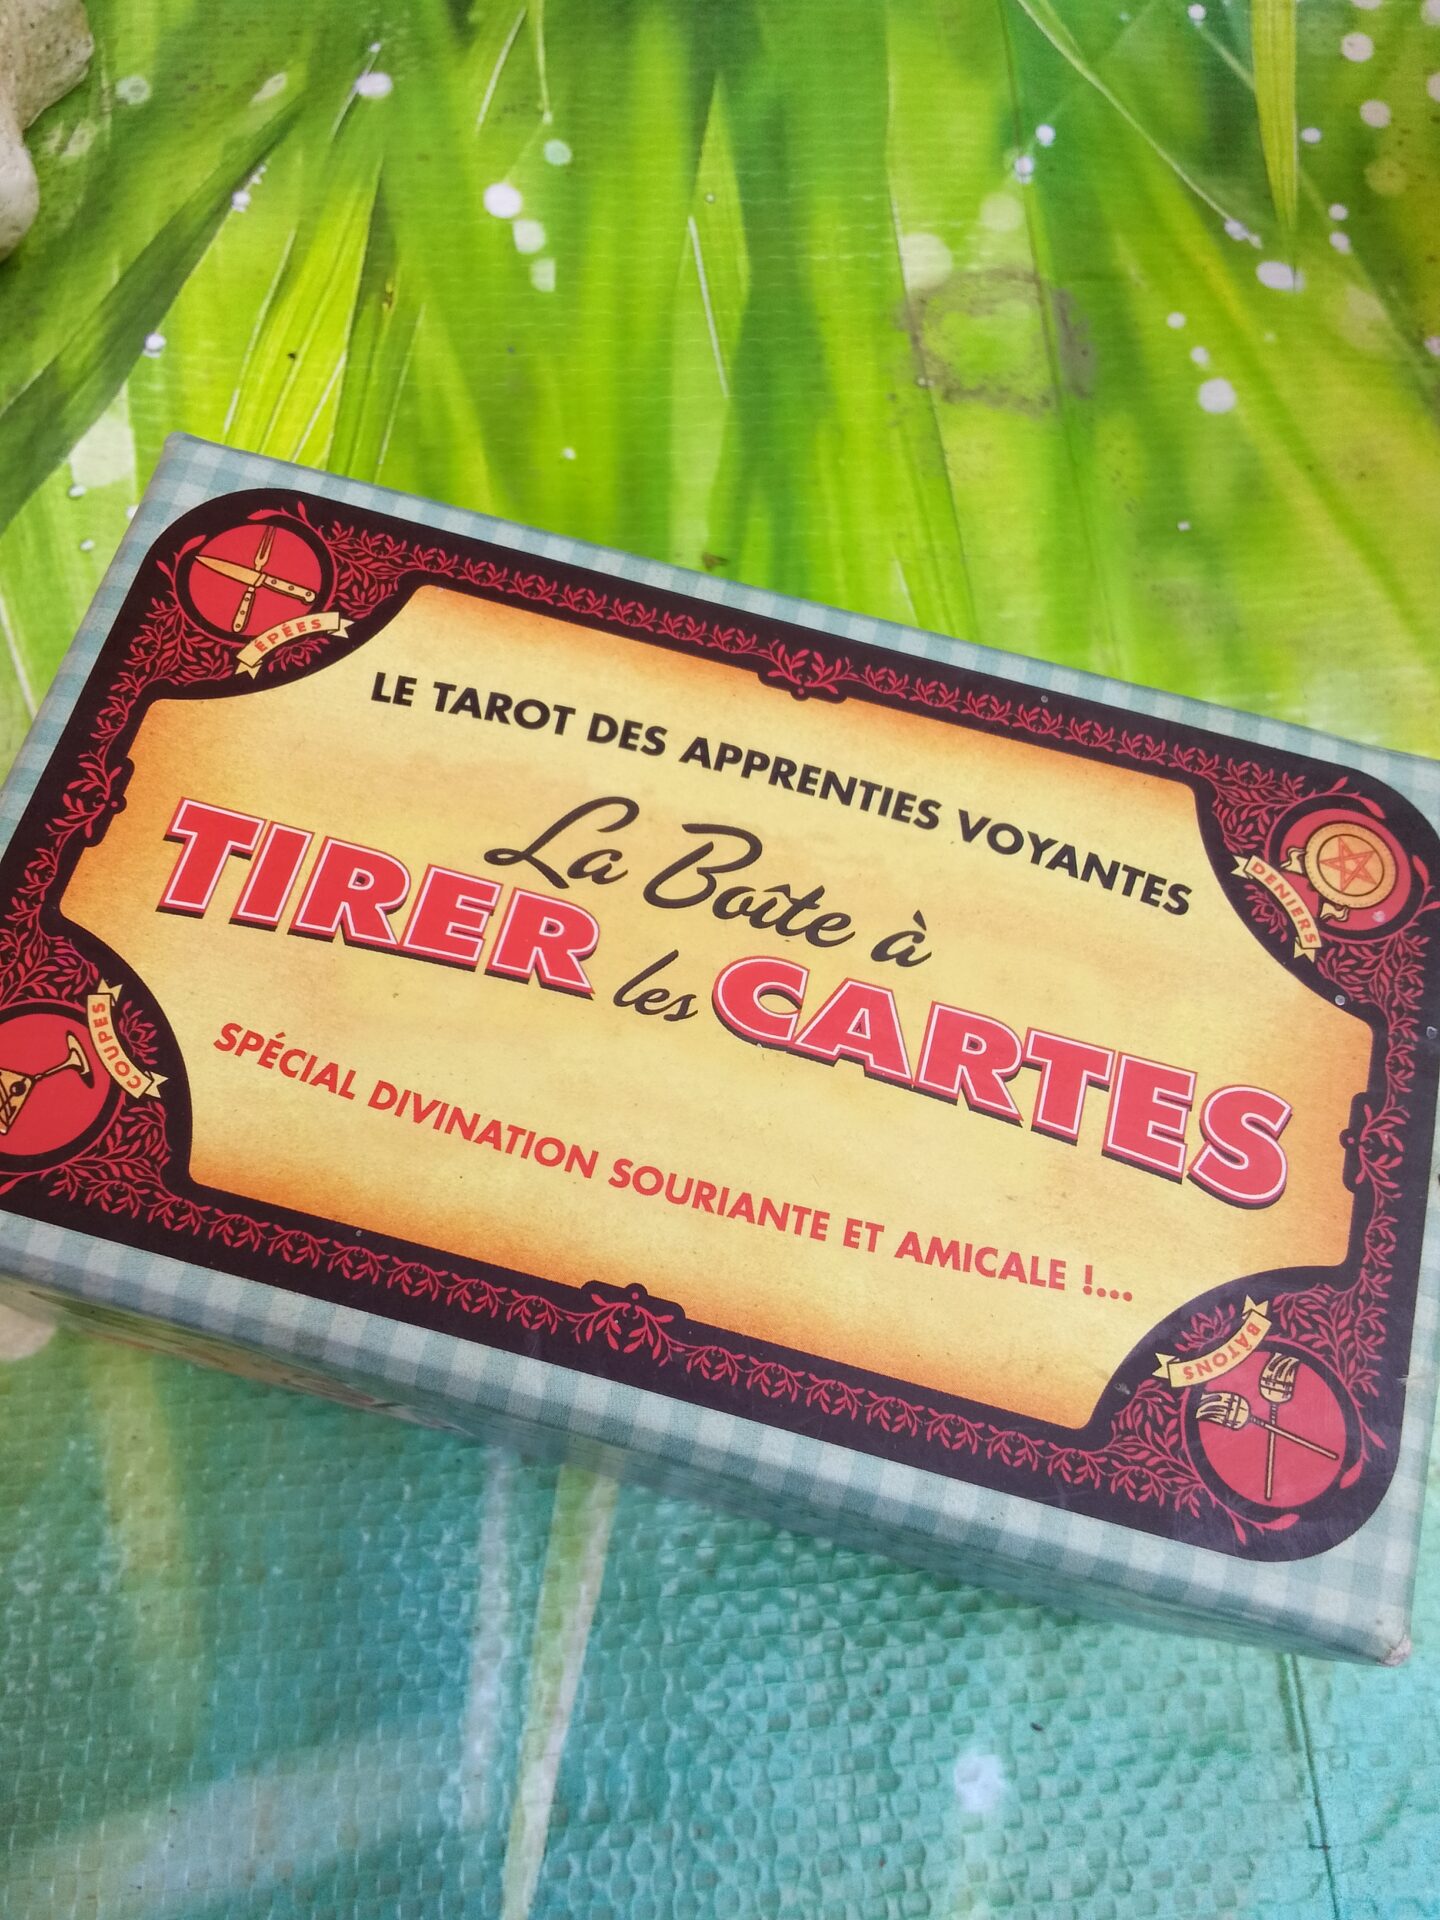 ÉPÉES
LE TAROT DES APPRENTIES VOYANTES
La Boîte à
TIRER les CARTES
DENIERS
COUPES
SPÉCIAL DIVINATION SOURIANTE ET AMICALE !...
BÂTONS